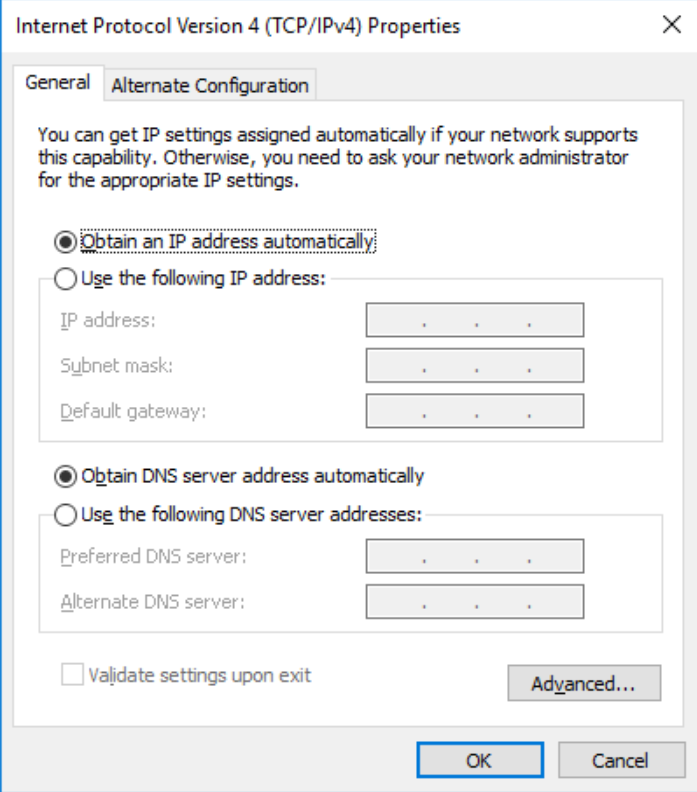 Internet Protocol Version 4 (TCP/IPv4) Properties
General
Alternate Configuration
You can get IP settings assigned automatically if your network supports
this capability. Otherwise, you need to ask your network administrator
for the appropriate IP settings.
Obtain an IP address automatically
Use the following IP address:
IP address:
. . .
Subnet mask:
. . .
Default gateway:
. . .
Obtain DNS server address automatically
Use the following DNS server addresses:
Preferred DNS server:
. . .
Alternate DNS server:
. . .
Validate settings upon exit
Advanced...
OK
Cancel